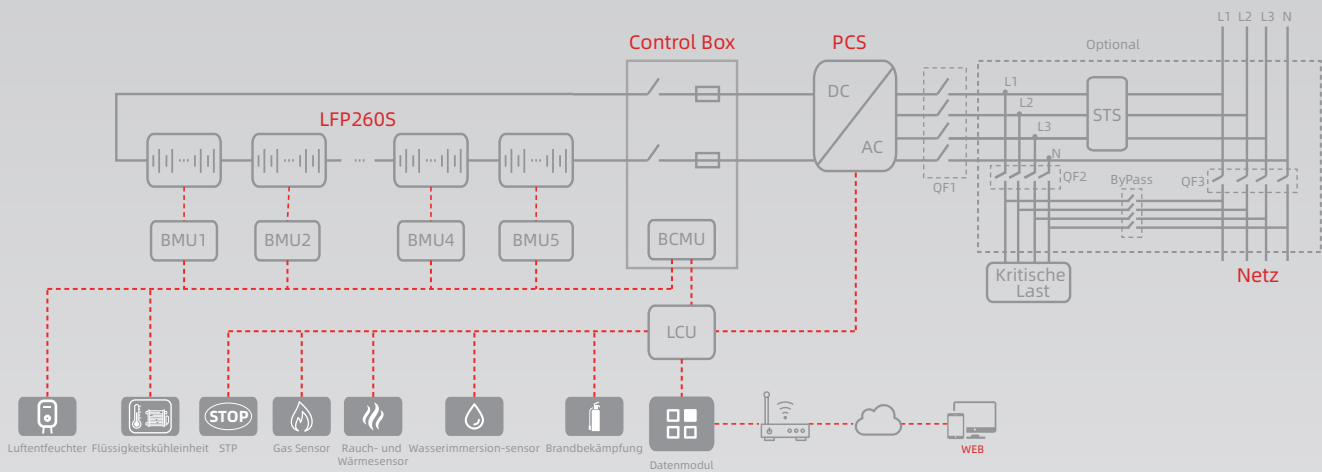 L1 L2 L3 N
Control Box
PCS
Optional
LFP260S
DC
AC
L1
L2
L3
N
STS
QF1
QF2
ByPass
QF3
BMU1
BMU2
BMU4
BMU5
BCMU
Kritische
Last
Netz
LCU
STOP
Luftentfeuchter
Flüssigkeitskühleinheit
STP
Gas Sensor
Rauch- und
Wärmesensor
Wasserimmersion-sensor
Brandbekämpfung
Datenmodul
WEB